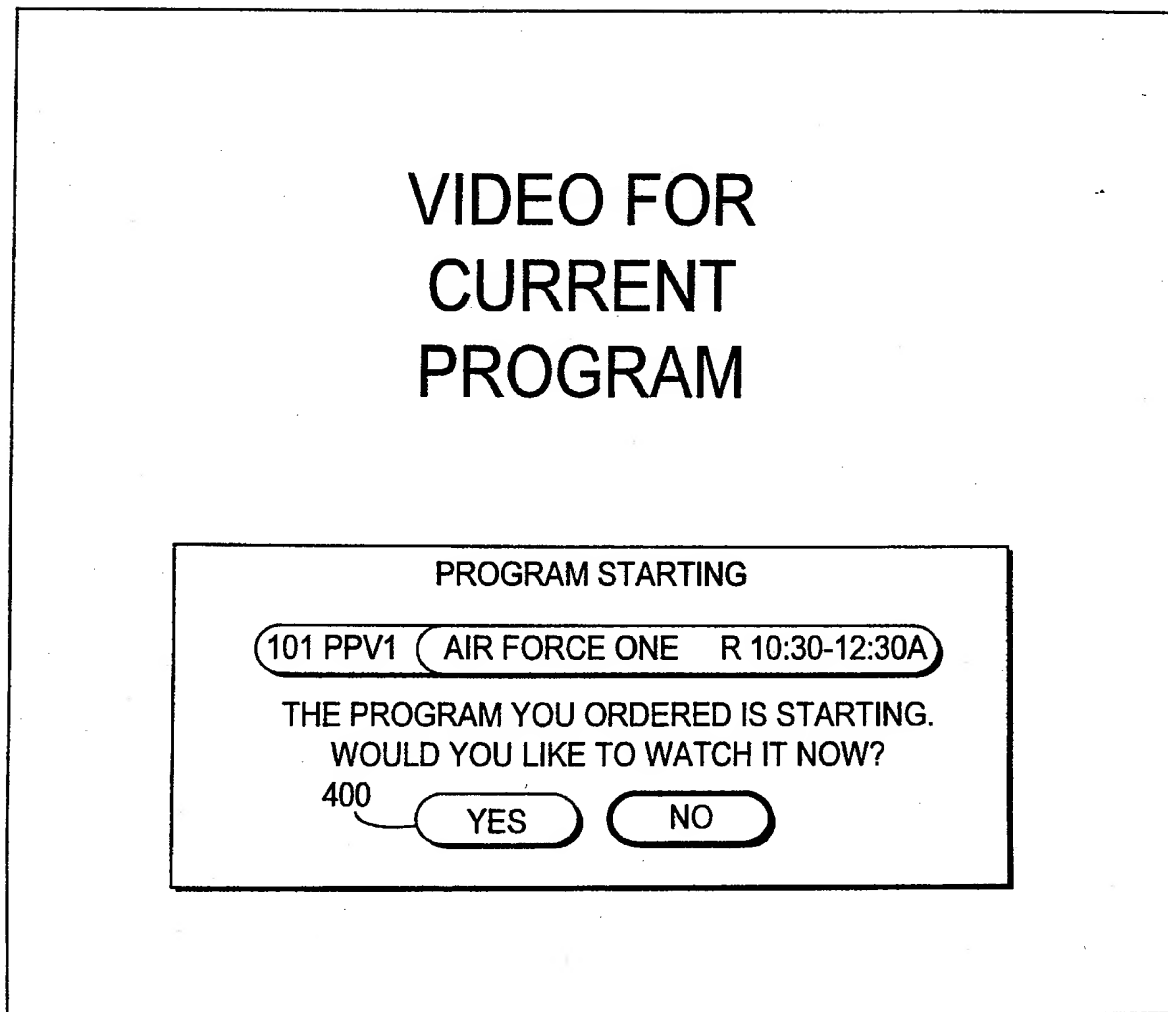 VIDEO FOR
CURRENT
PROGRAM
PROGRAM STARTING
101 PPV1 AIR FORCE ONE R 10:30-12:30A
THE PROGRAM YOU ORDERED IS STARTING.
WOULD YOU LIKE TO WATCH IT NOW?
400
YES NO